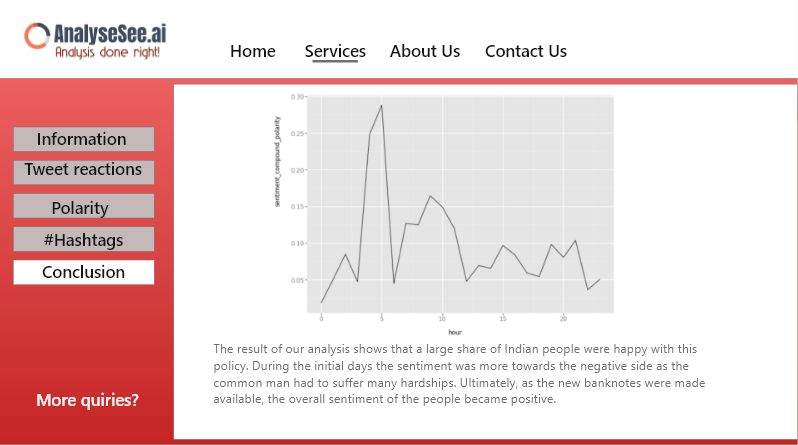 AnalyseSee.ai
Analysis done right!
Home Services About Us Contact Us
Information
Tweet reactions
Polarity
#Hashtags
Conclusion
More quiries?
0.30
0.25
0.20
0.15
0.10
0.05
sentiment_compound_polarity
0 5 10 15 20
hour
The result of our analysis shows that a large share of Indian people were happy with this
policy. During the initial days the sentiment was more towards the negative side as the
common man had to suffer many hardships. Ultimately, as the new banknotes were made
available, the overall sentiment of the people became positive.